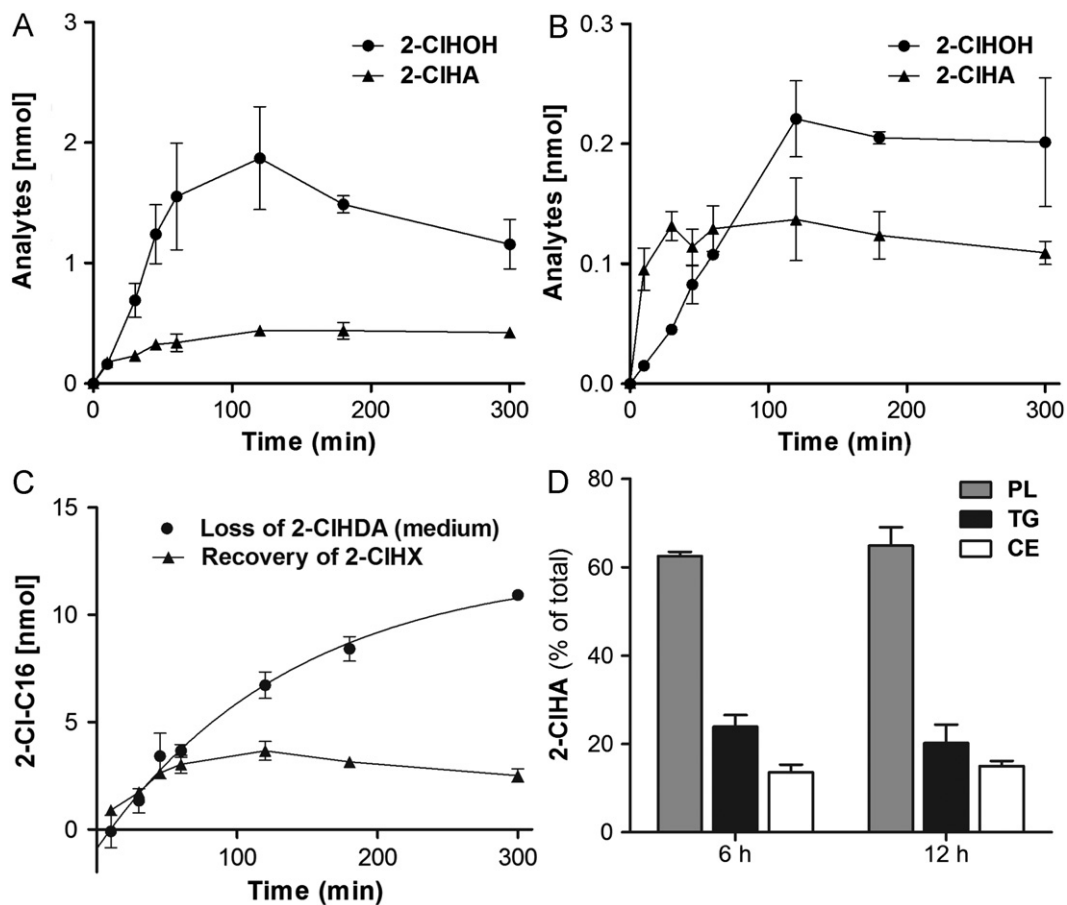 A
3
2
1
0
Analytes [nmol]
2-ClHOH
2-ClHA
0 100 200 300
Time (min)
B
0.3
0.2
0.1
0.0
Analytes [nmol]
2-ClHOH
2-ClHA
0 100 200 300
Time (min)
C
15
10
5
0
2-Cl-C16 [nmol]
Loss of 2-ClHDA (medium)
Recovery of 2-ClHX
100 200 300
Time (min)
D
80
60
40
20
0
2-ClHA (% of total)
PL
TG
CE
6 h 12 h